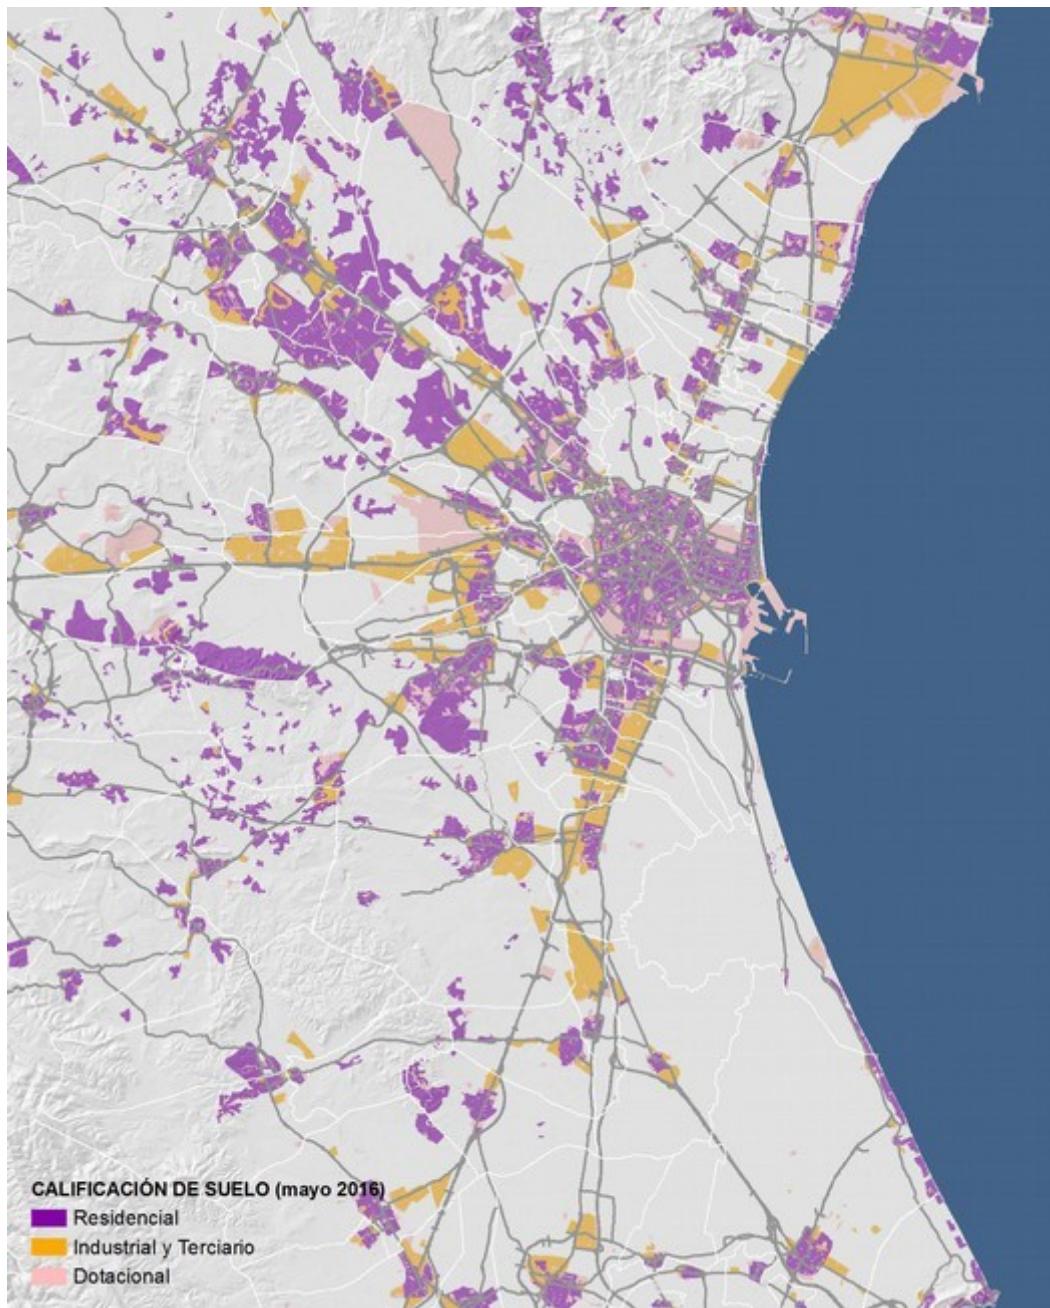 CALIFICACIÓN DE SUELO (mayo 2016)
Residencial
Industrial y Terciario
Dotacional